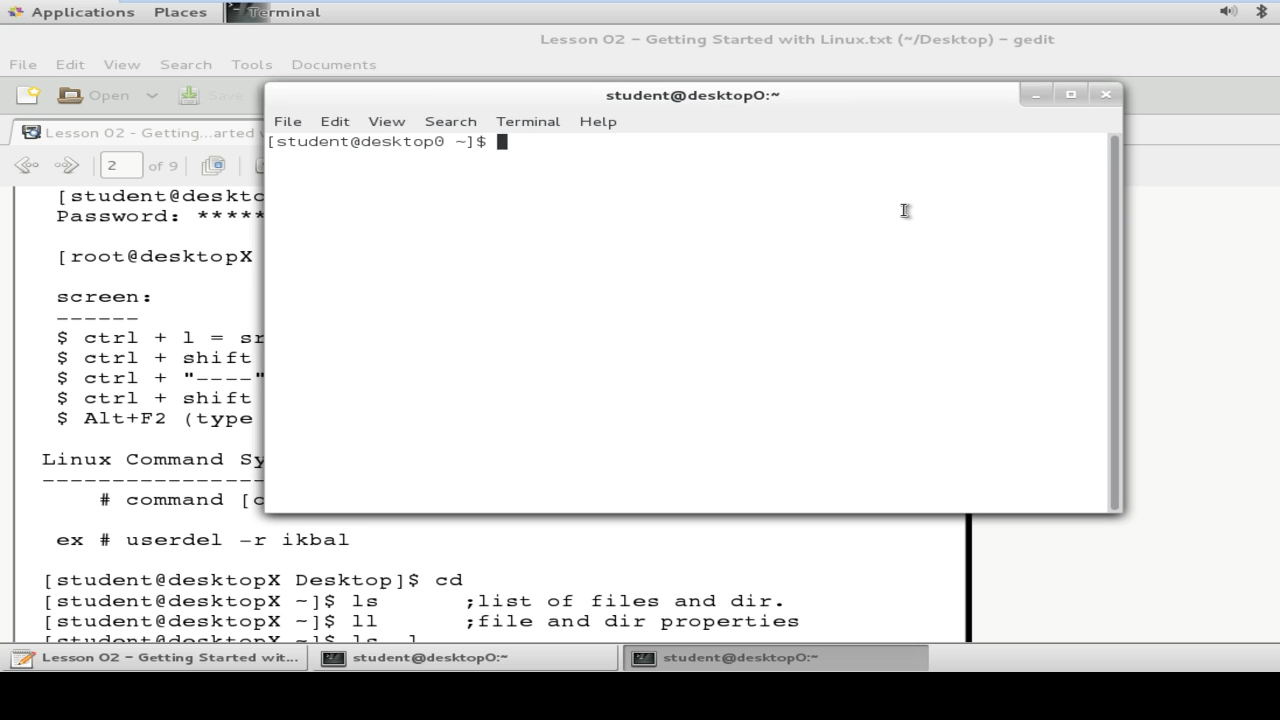 Applications Places Terminal
Lesson 02 - Getting Started with Linux.txt (~/Desktop) - gedit
File Edit View Search Tools Documents
Open Save
student@desktop0:~
Lesson 02 - Getting...arted
File Edit View Search Terminal Help
[student@desktop0 ~]$
2 of 9
[student@deskto
Password: *****
[root@desktopX
screen:
------
$ ctrl + l = sr
$ ctrl + shift
$ ctrl + "----"
$ ctrl + shift
$ Alt+F2 (type
Linux Command Sy
----------------
# command [c
ex # userdel -r ikbal
[student@desktopX Desktop]$ cd
[student@desktopX ~]$ ls ;list of files and dir.
[student@desktopX ~]$ ll ;file and dir properties
[student@desktopX ~]$ ls -l
Lesson 02 - Getting Started wit... student@desktop0:~ student@desktop0:~